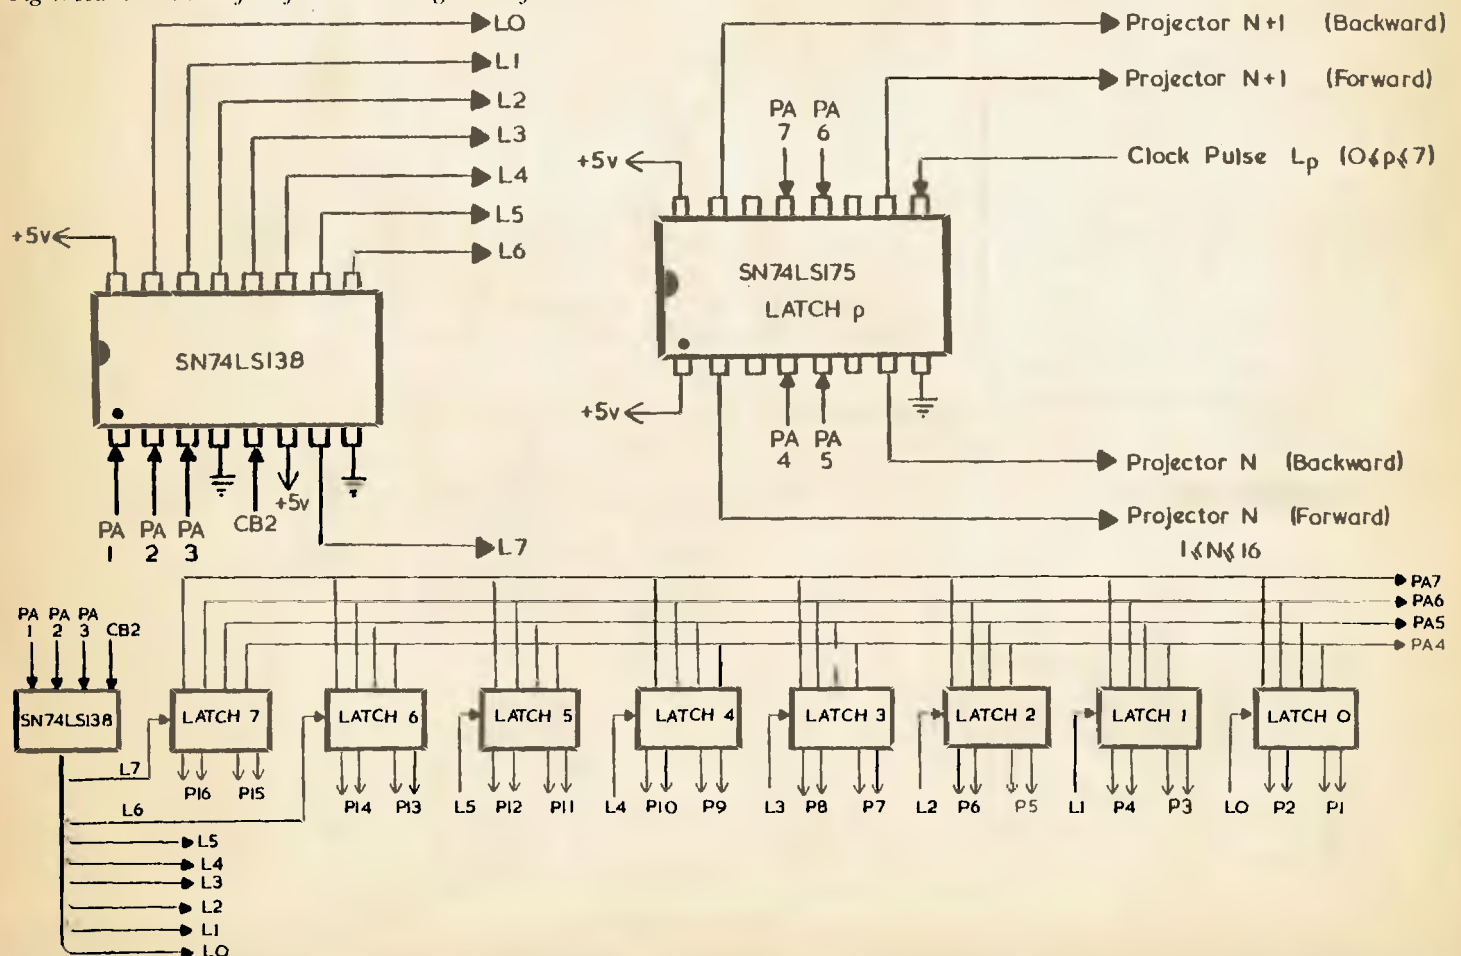 L0
L1
L2
L3
L4
L5
L6
+5v
SN74LS138
PA 1
PA 2
PA 3
CB2
+5v
L7
Projector N+1 (Backward)
Projector N+1 (Forward)
PA 7
PA 6
+5v
Clock Pulse Lp (0⩽p⩽7)
SN74LS175
LATCH p
+5v
PA 4
PA 5
Projector N (Backward)
Projector N (Forward)
1⩽N⩽16
PA7
PA6
PA5
PA4
PA 1
PA 2
PA 3
CB2
SN74LS138
LATCH 7
LATCH 6
LATCH 5
LATCH 4
LATCH 3
LATCH 2
LATCH 1
LATCH 0
L7
P16 P15
L6
P14 P13
L5 P12 P11
L4 P10 P9
L3 P8 P7
L2 P6 P5
L1 P4 P3
L0 P2 P1
L5
L4
L3
L2
L1
L0